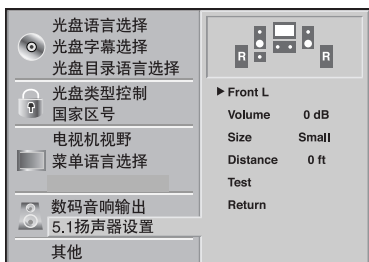 光盘语言选择
光盘字幕选择
光盘目录语言选择
光盘类型控制
国家区号
电视机视野
菜单语言选择
数码音响输出
5.1扬声器设置
其他
R R
Front L
Volume 0 dB
Size Small
Distance 0 ft
Test
Return